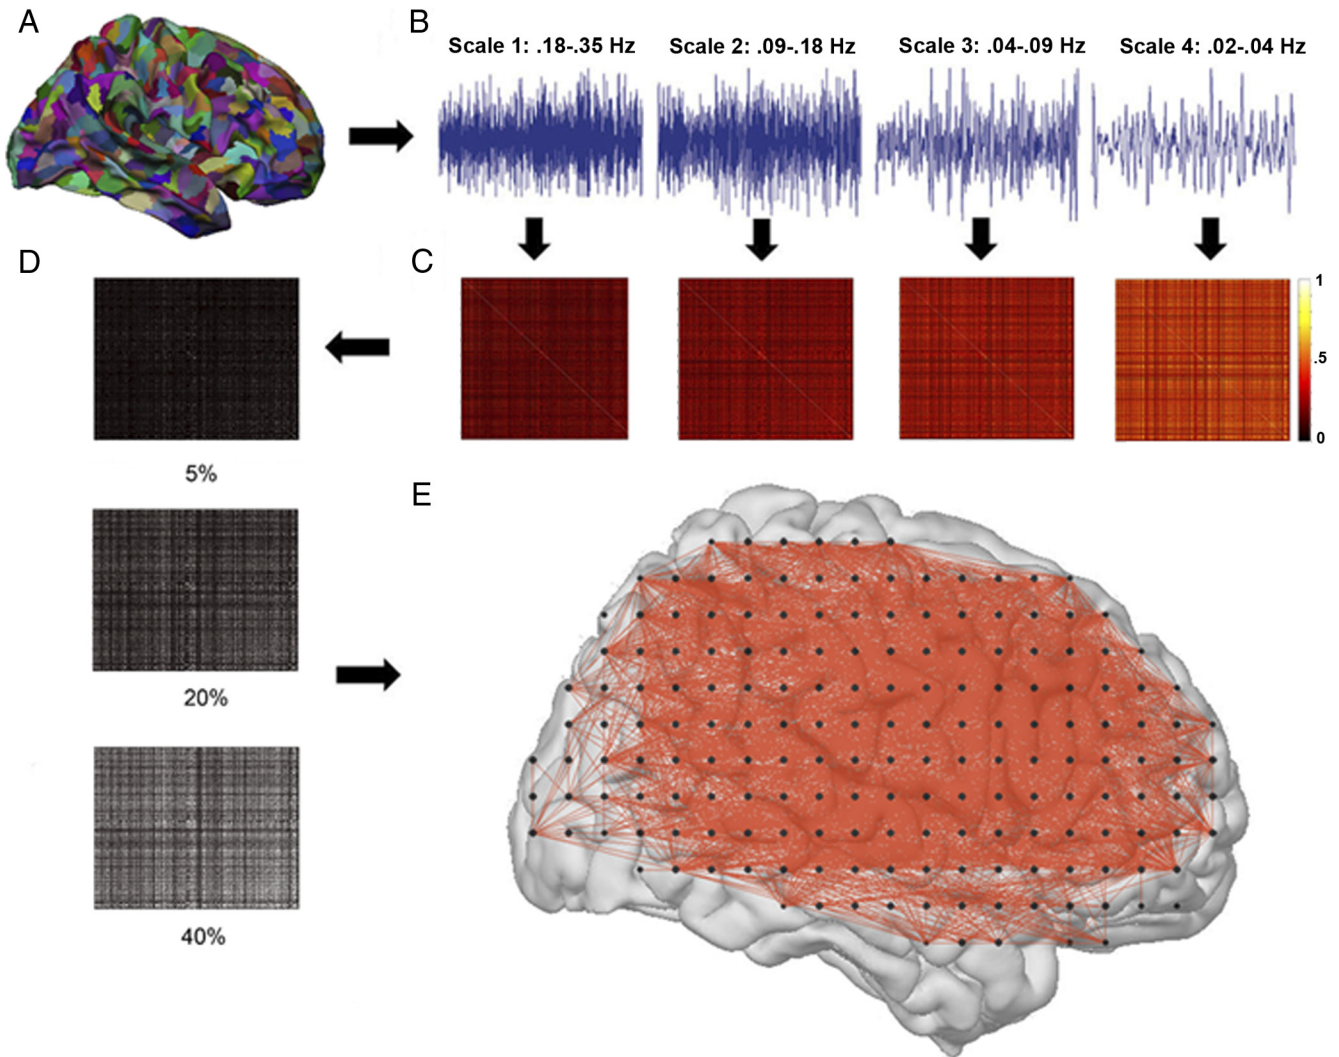 A
B
Scale 1: .18-.35 Hz
Scale 2: .09-.18 Hz
Scale 3: .04-.09 Hz
Scale 4: .02-.04 Hz
D
C
1
.5
0
5%
E
20%
40%